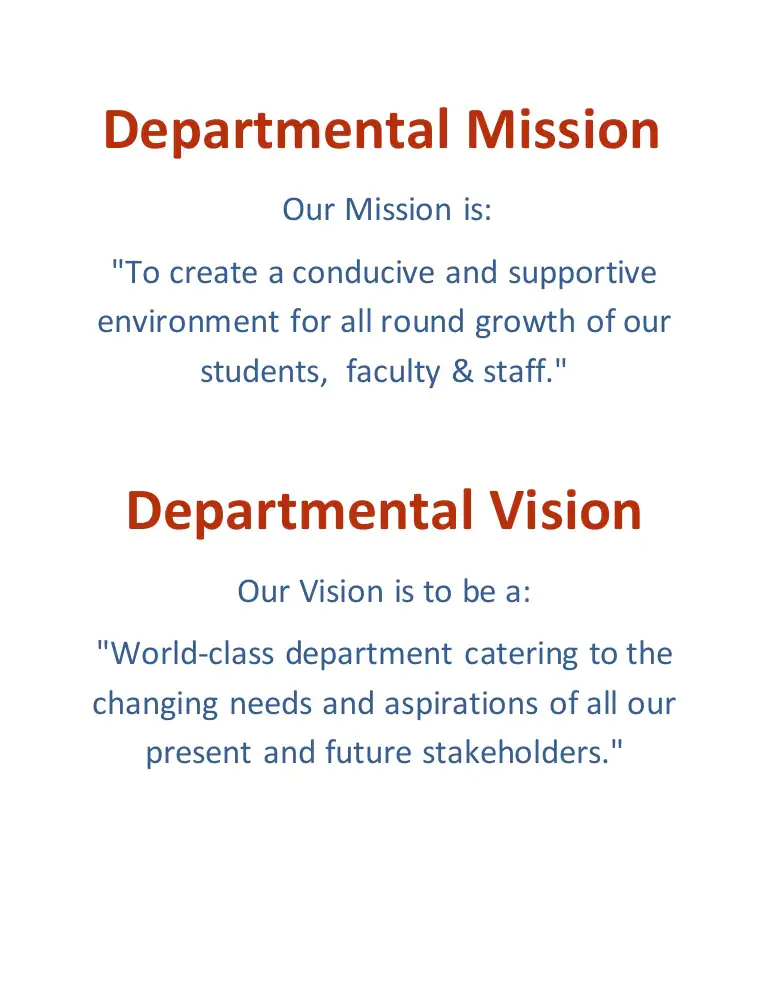 Departmental Mission
Our Mission is:
"To create a conducive and supportive
environment for all round growth of our
students,  faculty & staff."
Departmental Vision
Our Vision is to be a:
"World-class department catering to the
changing needs and aspirations of all our
present and future stakeholders."